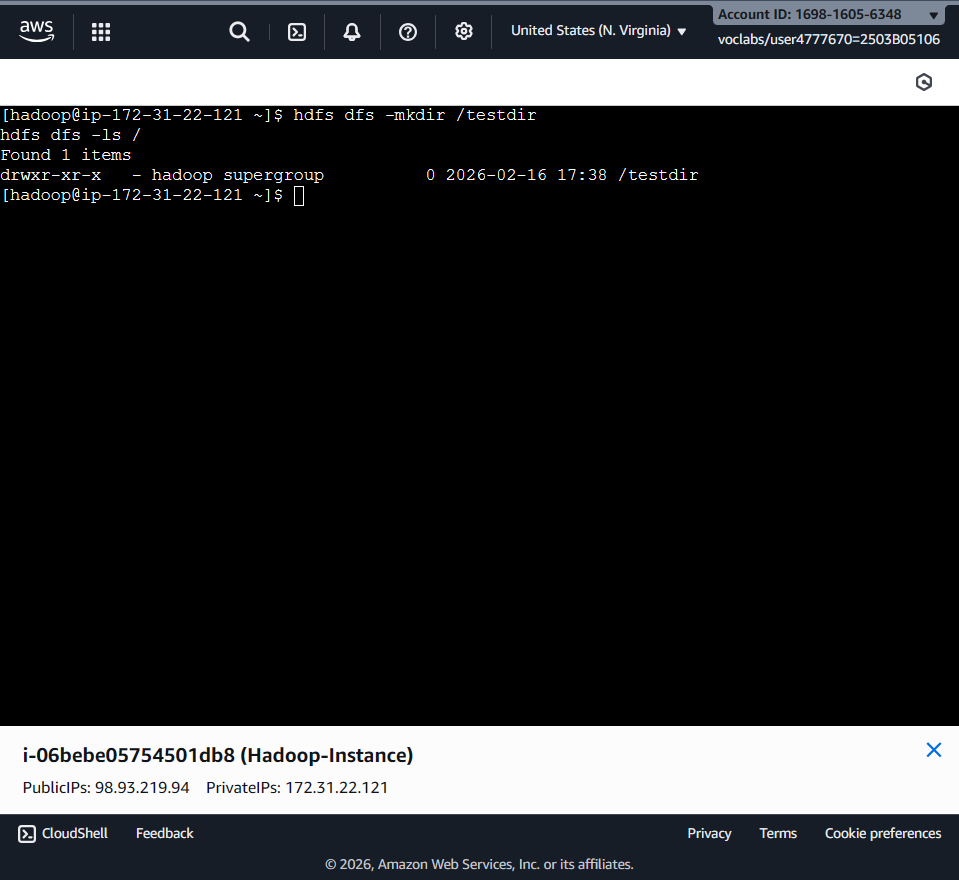 aws
United States (N. Virginia)
Account ID: 1698-1605-6348
voclabs/user4777670=2503B05106
[hadoop@ip-172-31-22-121 ~]$ hdfs dfs -mkdir /testdir
hdfs dfs -ls /
Found 1 items
drwxr-xr-x   - hadoop supergroup          0 2026-02-16 17:38 /testdir
[hadoop@ip-172-31-22-121 ~]$
i-06bebe05754501db8 (Hadoop-Instance)
PublicIPs: 98.93.219.94 PrivateIPs: 172.31.22.121
CloudShell Feedback Privacy Terms Cookie preferences
© 2026, Amazon Web Services, Inc. or its affiliates.